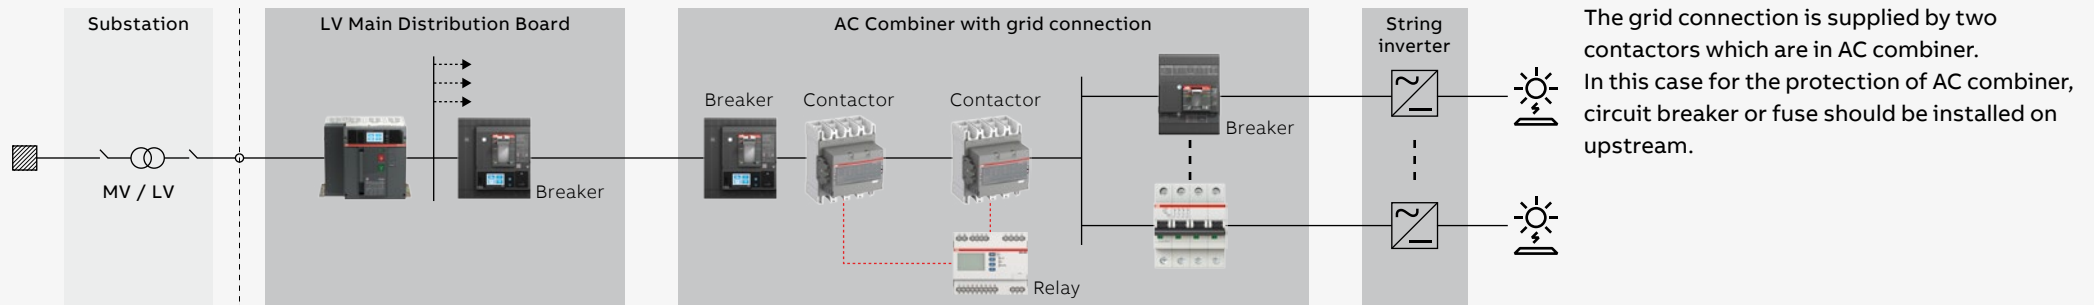 Substation
LV Main Distribution Board
AC Combiner with grid connection
String
inverter
The grid connection is supplied by two
contactors which are in AC combiner.
In this case for the protection of AC combiner,
circuit breaker or fuse should be installed on
upstream.
Breaker
Contactor
Contactor
Breaker
MV / LV
Breaker
Relay